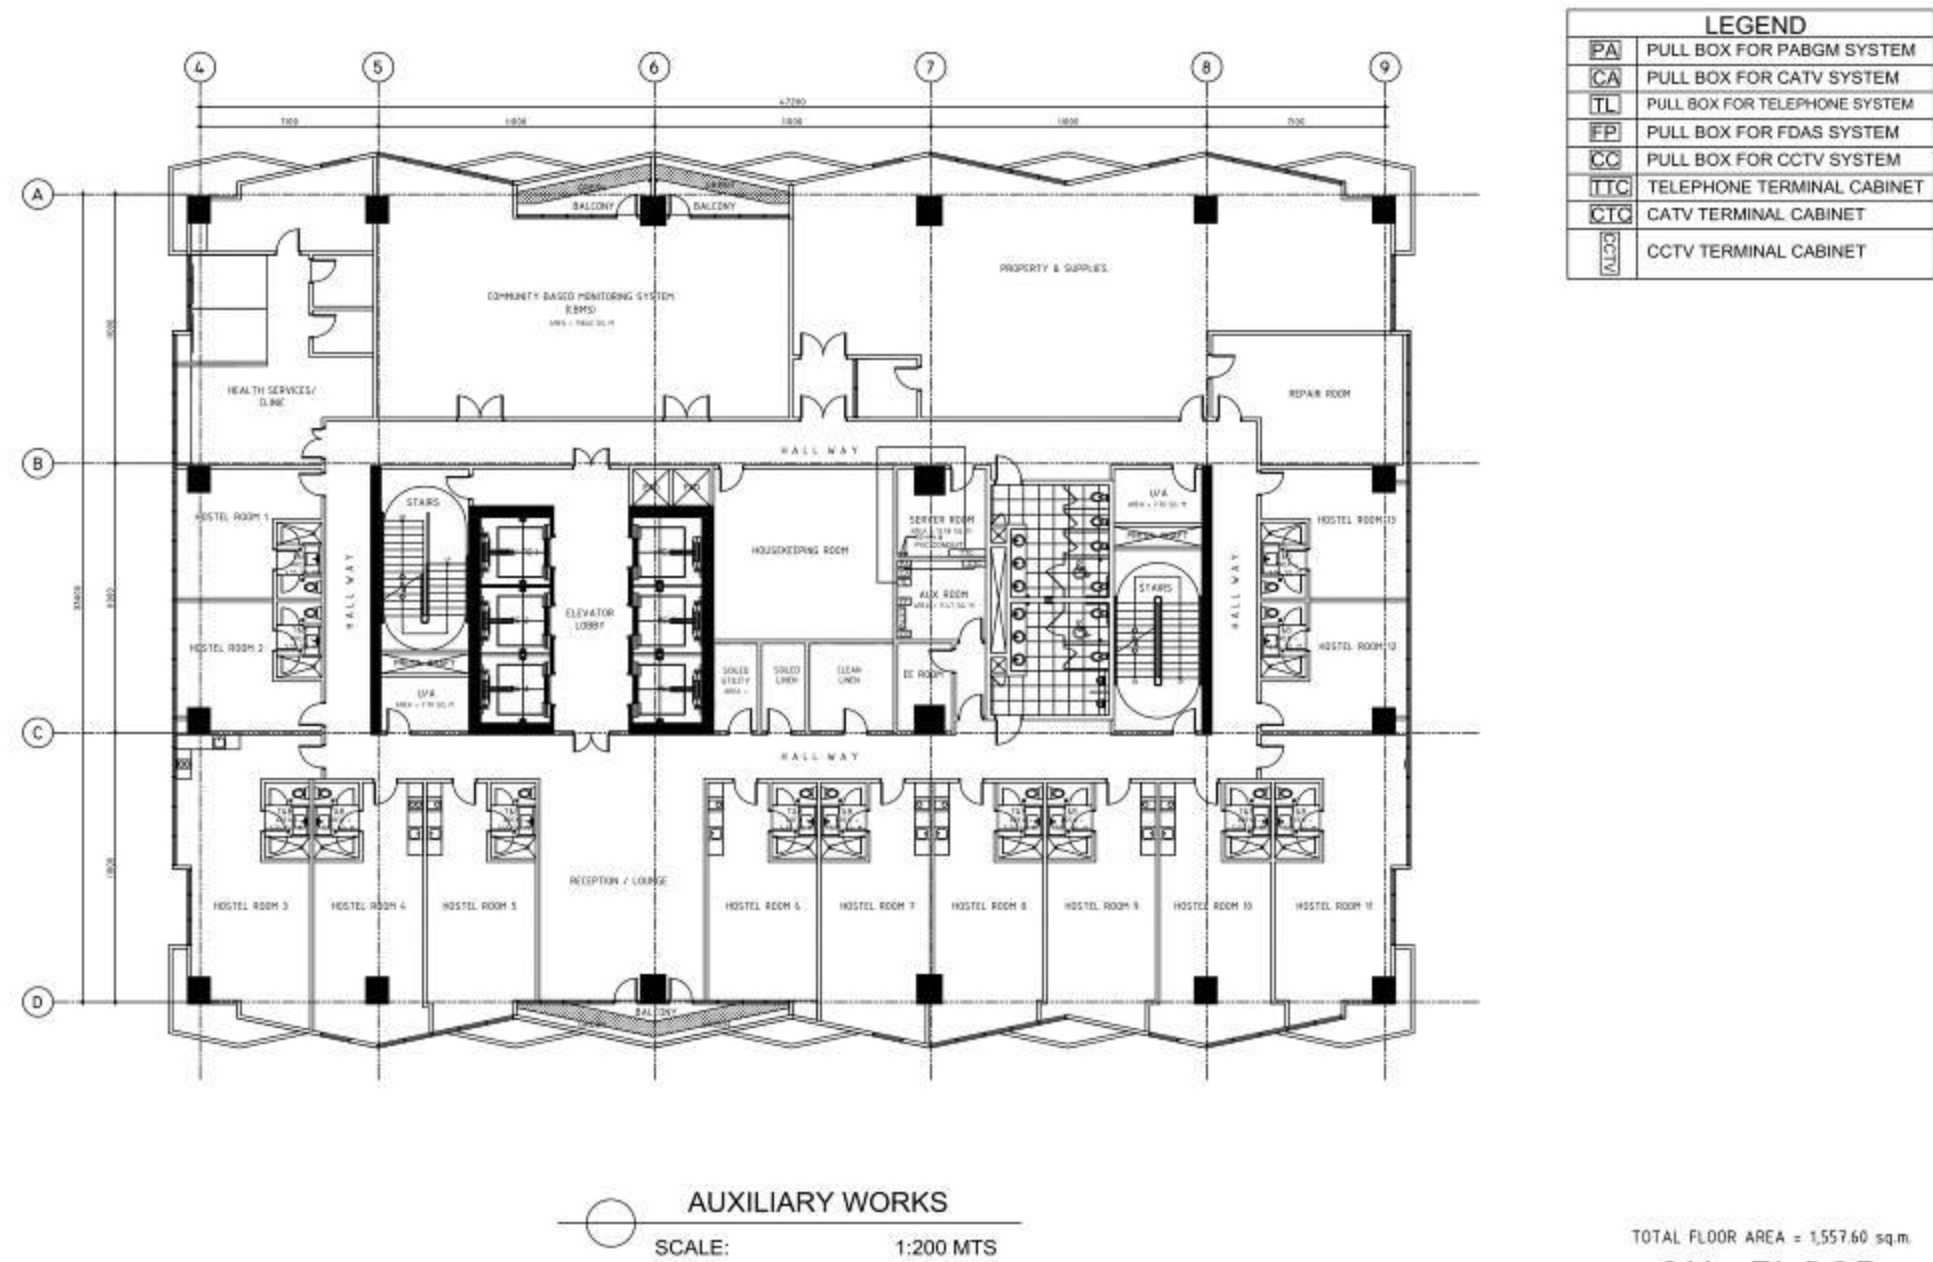 LEGEND
PA PULL BOX FOR PABGM SYSTEM
CA PULL BOX FOR CATV SYSTEM
TL PULL BOX FOR TELEPHONE SYSTEM
FP PULL BOX FOR FDAS SYSTEM
CC PULL BOX FOR CCTV SYSTEM
TTC TELEPHONE TERMINAL CABINET
CTC CATV TERMINAL CABINET
CCTV CCTV TERMINAL CABINET
4 5 6 7 8 9
47200
7100 11000 11000 11000 7100
A
BALCONY BALCONY
PROPERTY & SUPPLIES
COMMUNITY BASED MONITORING SYSTEM
(CBMS)
HEALTH SERVICES/
CLINIC
REPAIR ROOM
HALL WAY
B
STAIRS
U/A
HOSTEL ROOM 1
SERVER ROOM
HOSTEL ROOM 13
HOUSEKEEPING ROOM
HALL WAY
HALL WAY
STAIRS
AUX ROOM
ELEVATOR
LOBBY
HOSTEL ROOM 2
HOSTEL ROOM 12
SOILED
UTILITY
SOILED
LINEN
CLEAN
LINEN
EE ROOM
U/A
C
HALL WAY
RECEPTION / LOUNGE
HOSTEL ROOM 3 HOSTEL ROOM 4 HOSTEL ROOM 5 HOSTEL ROOM 6 HOSTEL ROOM 7 HOSTEL ROOM 8 HOSTEL ROOM 9 HOSTEL ROOM 10 HOSTEL ROOM 11
D
BALCONY
AUXILIARY WORKS
SCALE: 1:200 MTS
TOTAL FLOOR AREA = 1,557.60 sq.m.